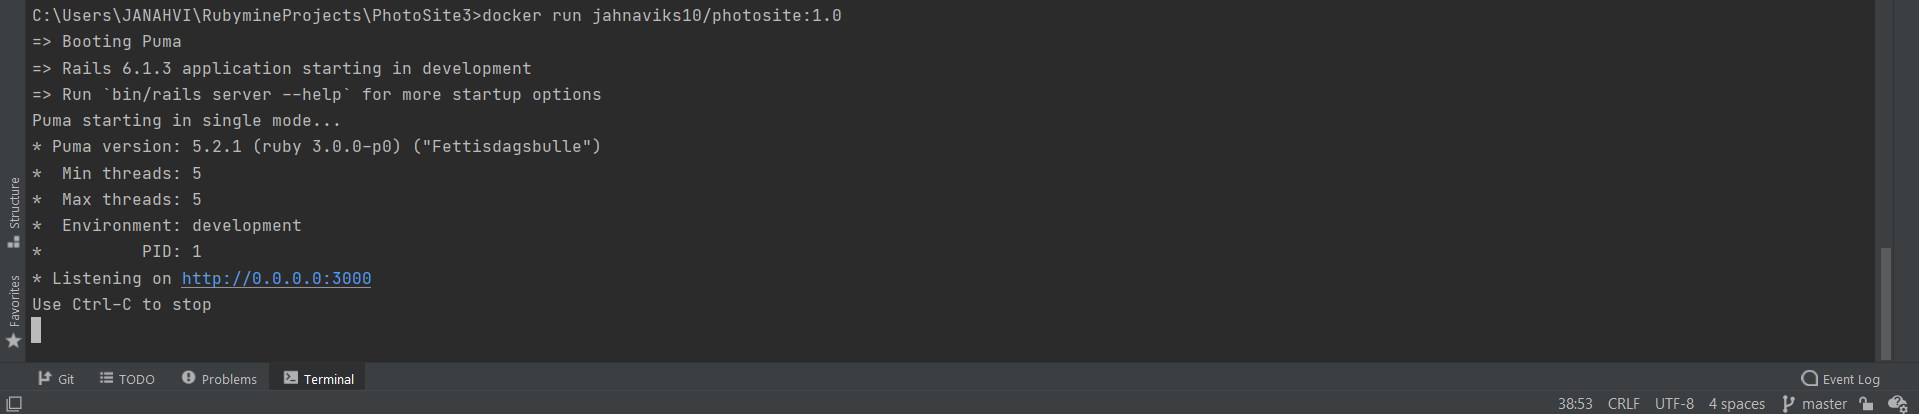 C:\Users\JANAHVI\RubymineProjects\PhotoSite3>docker run jahnaviks10/photosite:1.0
=> Booting Puma
=> Rails 6.1.3 application starting in development
=> Run `bin/rails server --help` for more startup options
Puma starting in single mode...
* Puma version: 5.2.1 (ruby 3.0.0-p0) ("Fettisdagsbulle")
*  Min threads: 5
*  Max threads: 5
*  Environment: development
*          PID: 1
* Listening on http://0.0.0.0:3000
Use Ctrl-C to stop
Structure
Favorites
Git TODO Problems Terminal Event Log
38:53 CRLF UTF-8 4 spaces master